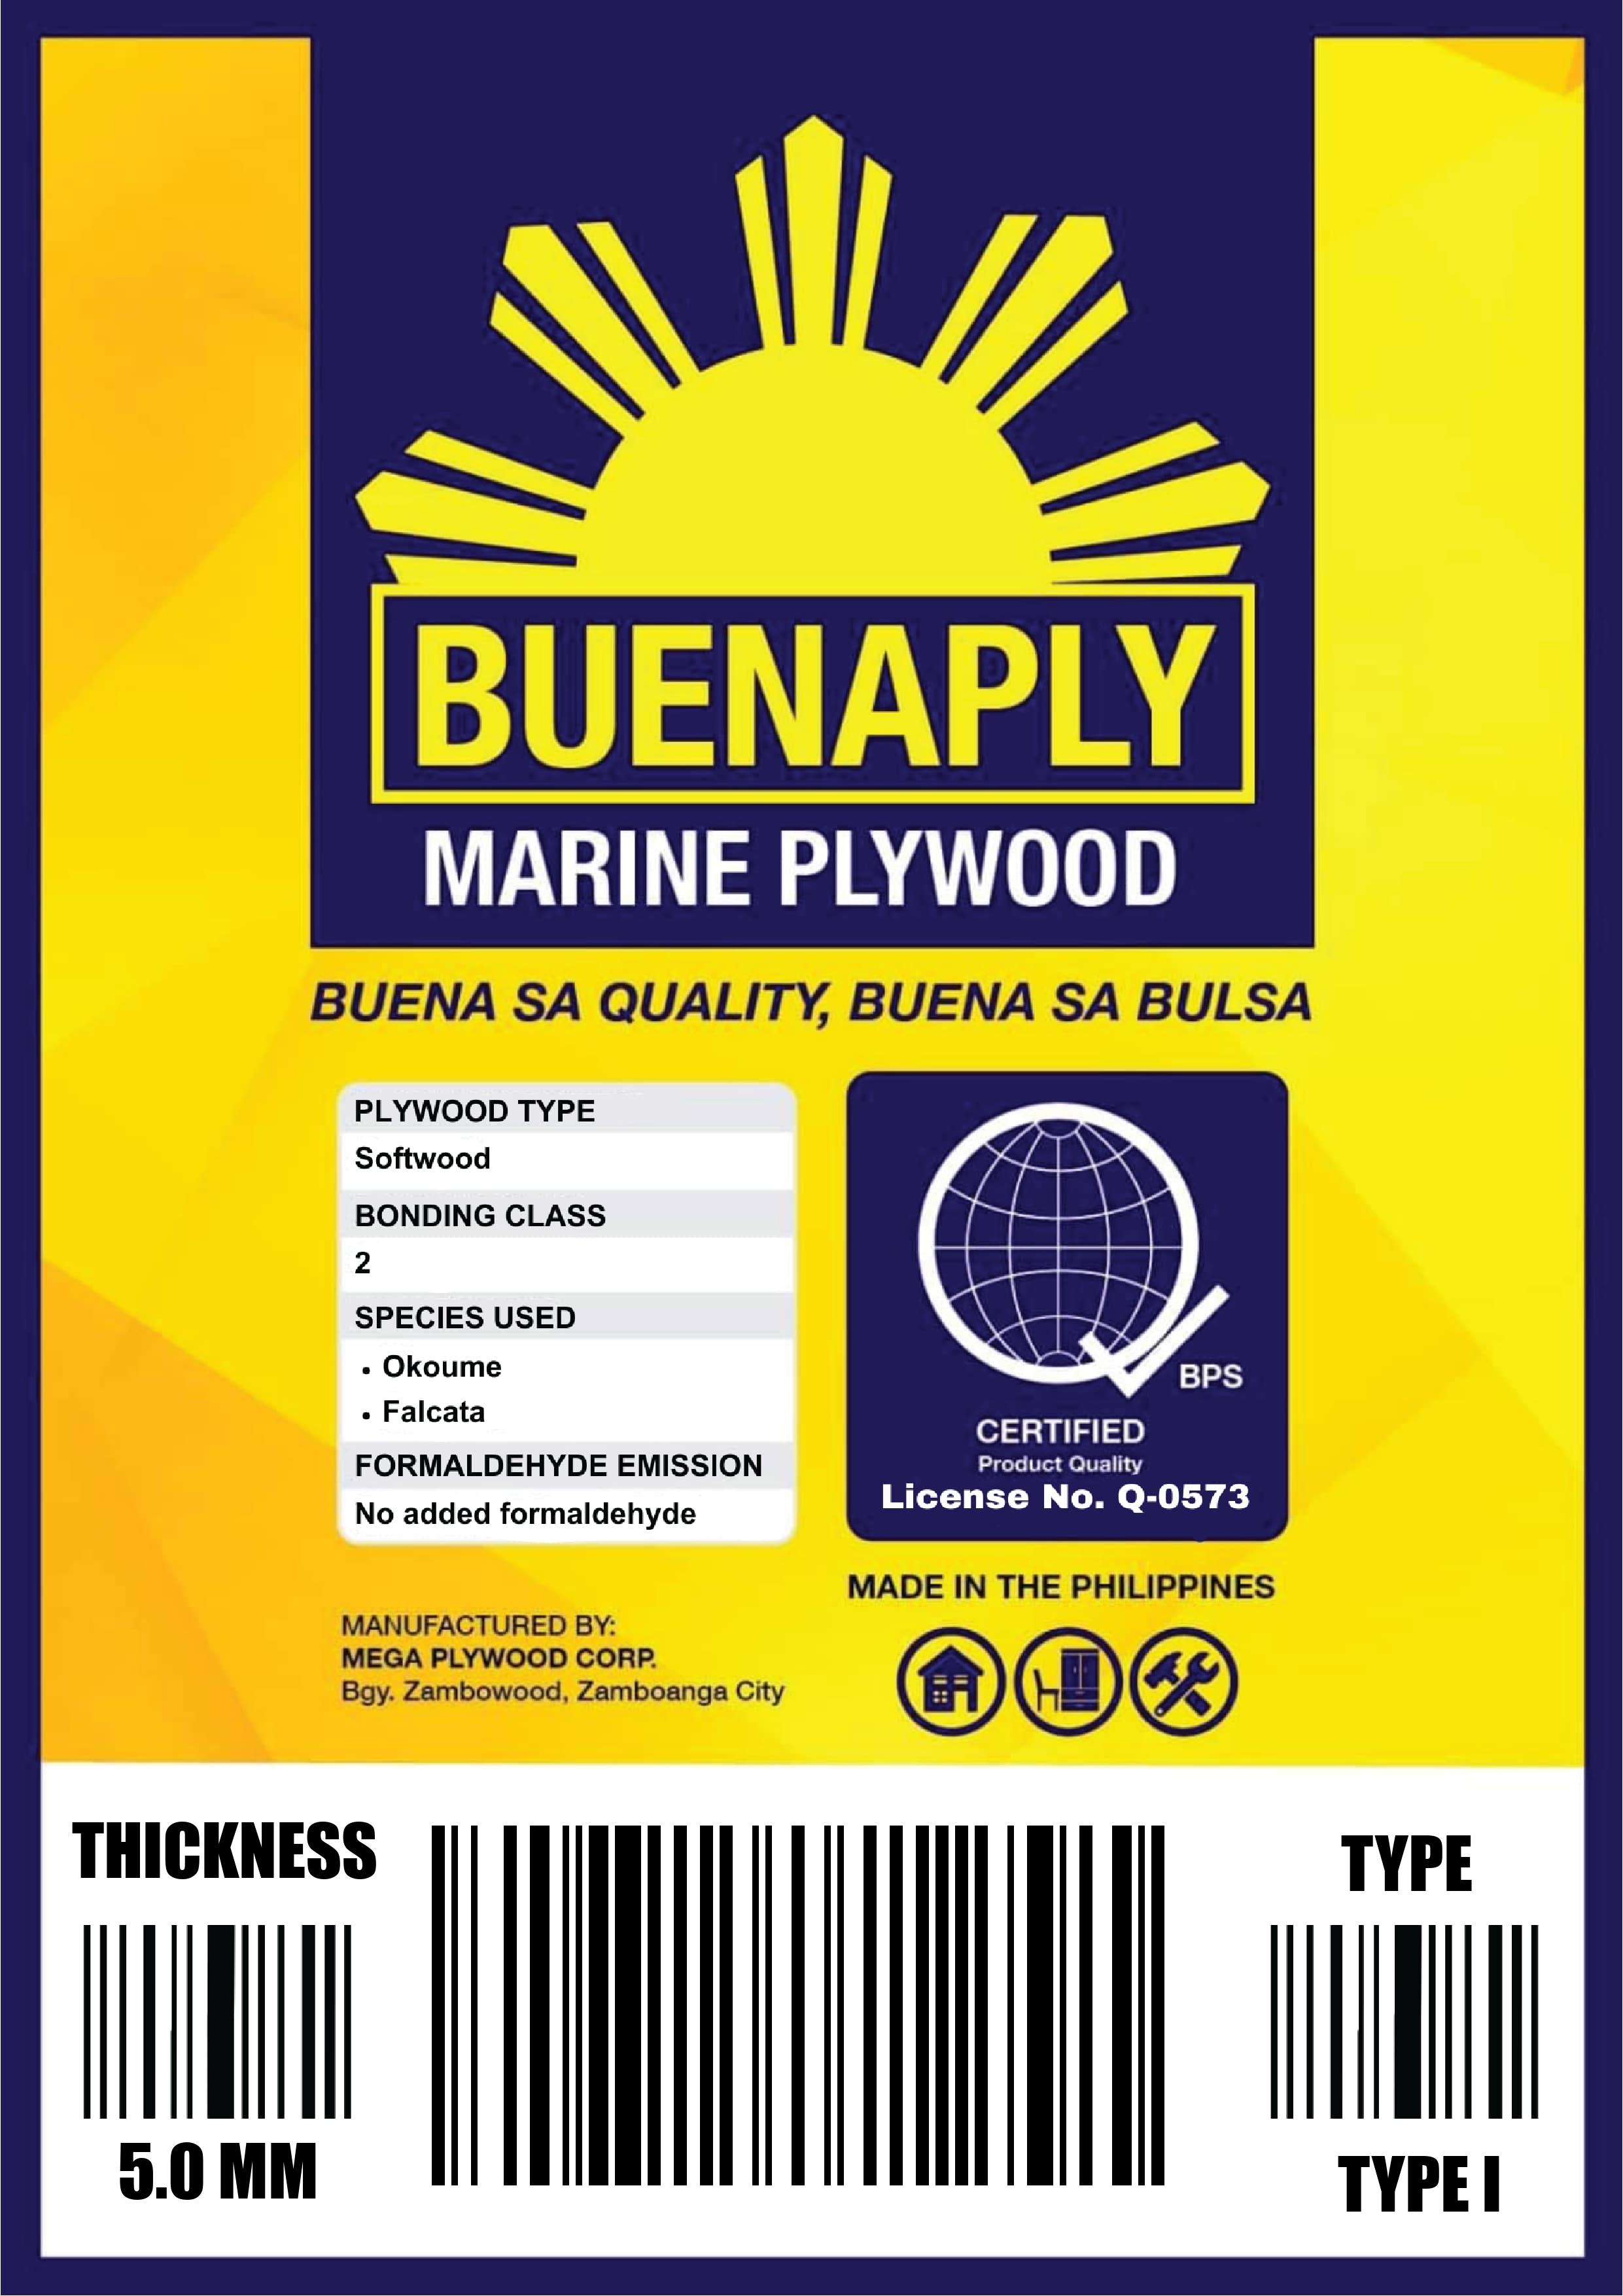 BUENAPLY
MARINE PLYWOOD
BUENA SA QUALITY, BUENA SA BULSA
PLYWOOD TYPE
Softwood
BONDING CLASS
2
SPECIES USED
• Okoume
• Falcata
FORMALDEHYDE EMISSION
No added formaldehyde
BPS
CERTIFIED
Product Quality
License No. Q-0573
MADE IN THE PHILIPPINES
MANUFACTURED BY:
MEGA PLYWOOD CORP.
Bgy. Zambowood, Zamboanga City
THICKNESS
5.0 MM
TYPE
TYPE I